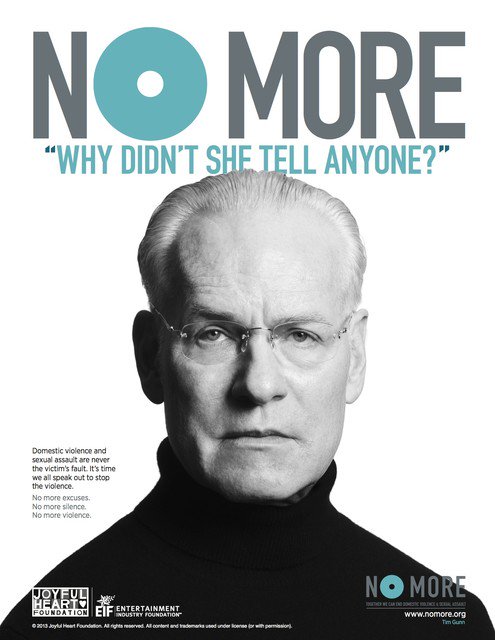 NO MORE
“WHY DIDN’T SHE TELL ANYONE?”
Domestic violence and
sexual assault are never
the victim’s fault. It’s time
we all speak out to stop
the violence.
No more excuses.
No more silence.
No more violence.
JOYFUL
HEART
FOUNDATION
EIF ENTERTAINMENT
INDUSTRY FOUNDATION™
© 2013 Joyful Heart Foundation. All rights reserved. All content and trademarks used under license (or with permission).
NO MORE
TOGETHER WE CAN END DOMESTIC VIOLENCE & SEXUAL ASSAULT
www.nomore.org
Tim Gunn